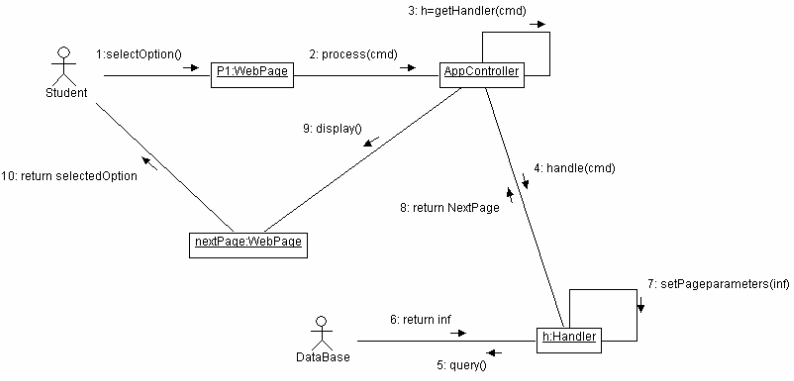 3: h=getHandler(cmd)
1:selectOption()
2: process(cmd)
P1:WebPage
AppController
Student
9: display()
4: handle(cmd)
10: return selectedOption
8: return NextPage
nextPage:WebPage
7: setPageparameters(inf)
6: return inf
h:Handler
DataBase
5: query()